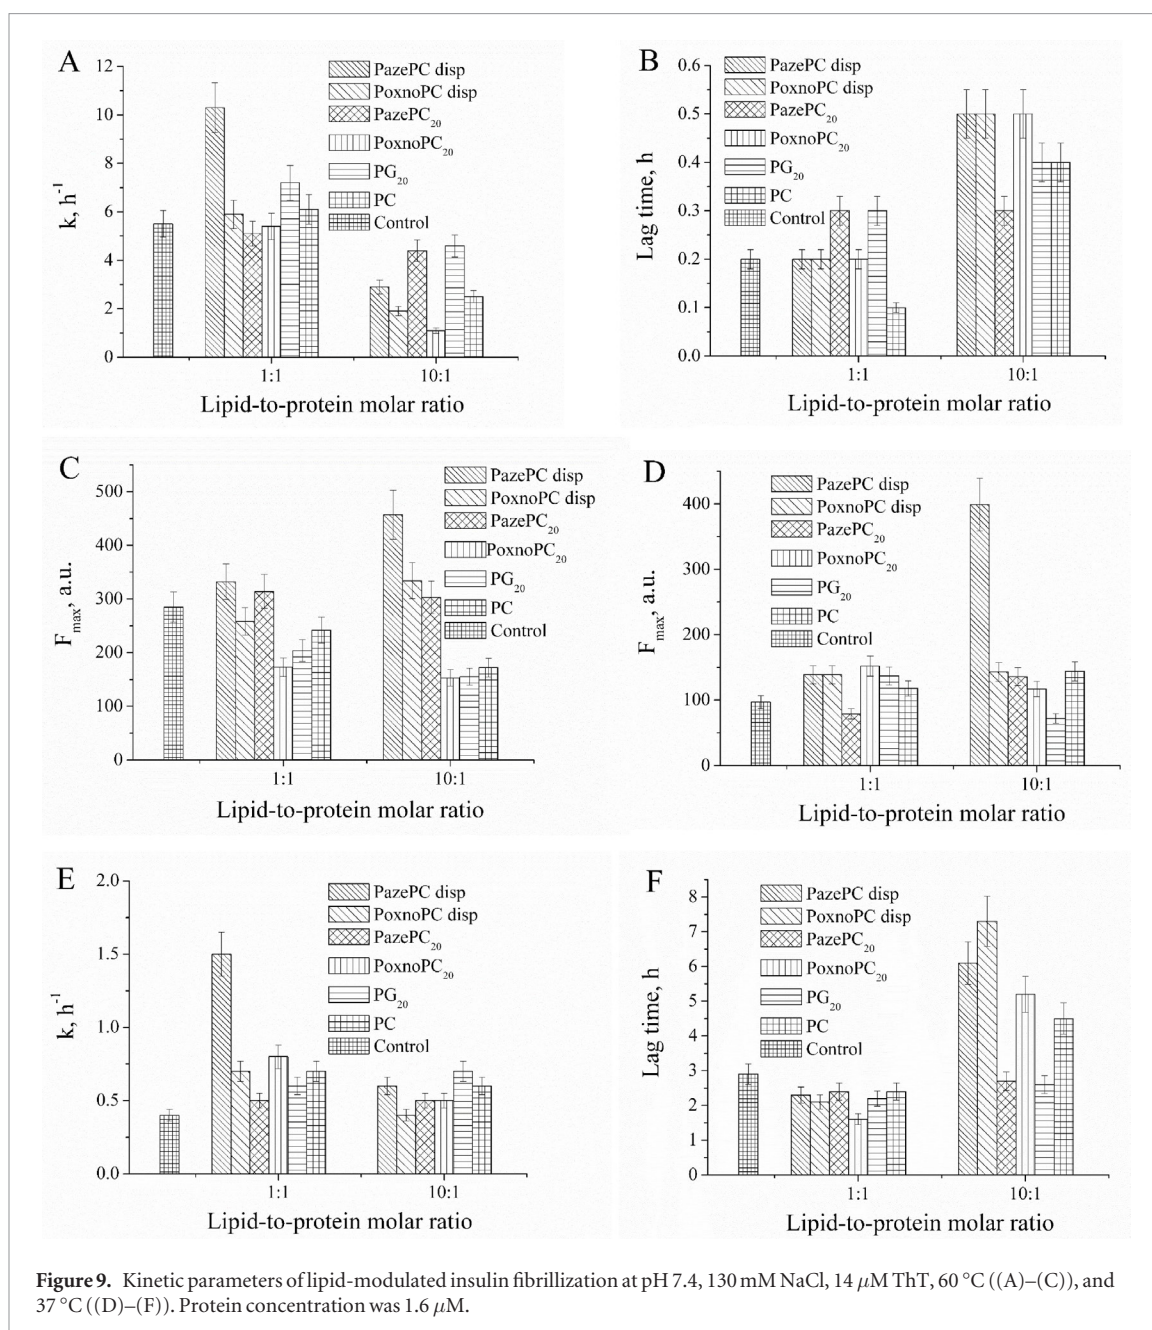 A
12
10
8
6
4
2
0
k, h-1
PazePC disp
PoxnoPC disp
PazePC20
PoxnoPC20
PG20
PC
Control
1:1
10:1
Lipid-to-protein molar ratio
B
0.6
0.5
0.4
0.3
0.2
0.1
0.0
Lag time, h
PazePC disp
PoxnoPC disp
PazePC20
PoxnoPC20
PG20
PC
Control
1:1
10:1
Lipid-to-protein molar ratio
C
500
400
300
200
100
0
Fmax, a.u.
PazePC disp
PoxnoPC disp
PazePC20
PoxnoPC20
PG20
PC
Control
1:1
10:1
Lipid-to-protein molar ratio
D
400
300
200
100
0
Fmax, a.u.
PazePC disp
PoxnoPC disp
PazePC20
PoxnoPC20
PG20
PC
Control
1:1
10:1
Lipid-to-protein molar ratio
E
2.0
1.5
1.0
0.5
0.0
k, h-1
PazePC disp
PoxnoPC disp
PazePC20
PoxnoPC20
PG20
PC
Control
1:1
10:1
Lipid-to-protein molar ratio
F
8
7
6
5
4
3
2
1
0
Lag time, h
PazePC disp
PoxnoPC disp
PazePC20
PoxnoPC20
PG20
PC
Control
1:1
10:1
Lipid-to-protein molar ratio
Figure 9. Kinetic parameters of lipid-modulated insulin fibrillization at pH 7.4, 130 mM NaCl, 14 μM ThT, 60 °C ((A)–(C)), and
37 °C ((D)–(F)). Protein concentration was 1.6 μM.